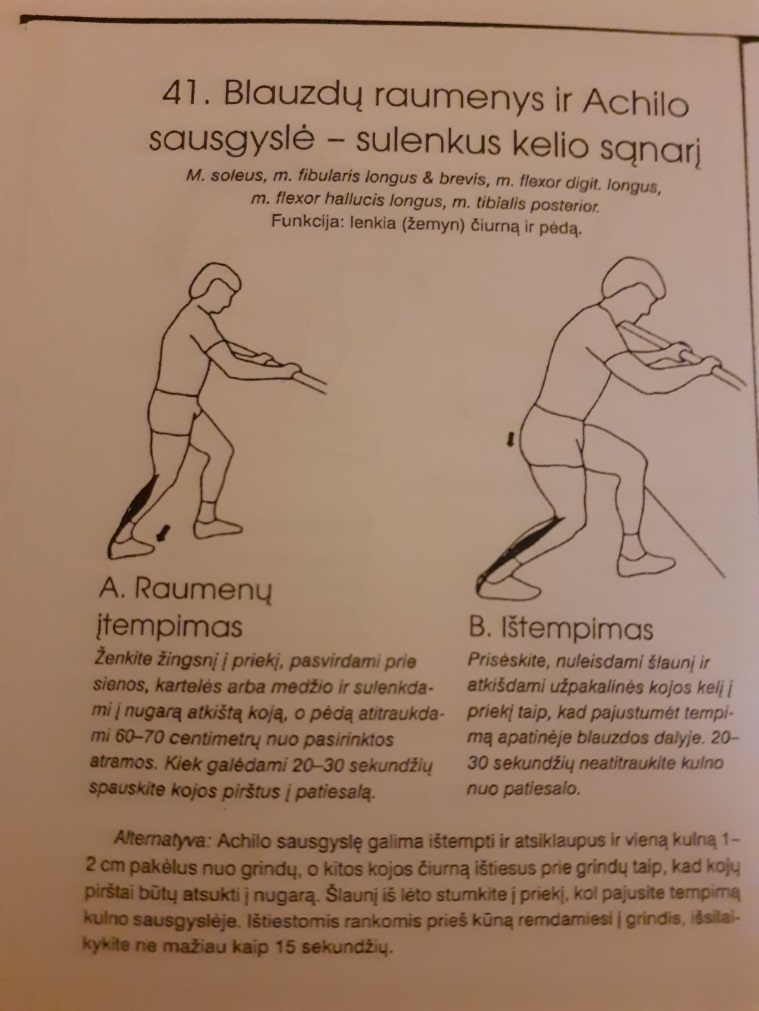 41. Blauzdų raumenys ir Achilo
sausgyslė – sulenkus kelio sąnarį
M. soleus, m. fibularis longus & brevis, m. flexor digit. longus,
m. flexor hallucis longus, m. tibialis posterior.
Funkcija: lenkia (žemyn) čiurną ir pėdą.
A. Raumenų
įtempimas
Ženkite žingsnį į priekį, pasvirdami prie
sienos, kartelės arba medžio ir sulenkda-
mi į nugarą atkištą koją, o pėdą atitraukda-
mi 60–70 centimetrų nuo pasirinktos
atramos. Kiek galėdami 20–30 sekundžių
spauskite kojos pirštus į patiesalą.
B. Ištempimas
Prisėskite, nuleisdami šlaunį ir
atkišdami užpakalinės kojos kelį į
priekį taip, kad pajustumėt tempi-
mą apatinėje blauzdos dalyje. 20–
30 sekundžių neatitraukite kulno
nuo patiesalo.
Alternatyva: Achilo sausgyslę galima ištempti ir atsiklaupus ir vieną kulną 1–
2 cm pakėlus nuo grindų, o kitos kojos čiurną ištiesus prie grindų taip, kad kojų
pirštai būtų atsukti į nugarą. Šlaunį iš lėto stumkite į priekį, kol pajusite tempimą
kulno sausgyslėje. Ištiestomis rankomis prieš kūną remdamiesi į grindis, išsilai-
kykite ne mažiau kaip 15 sekundžių.